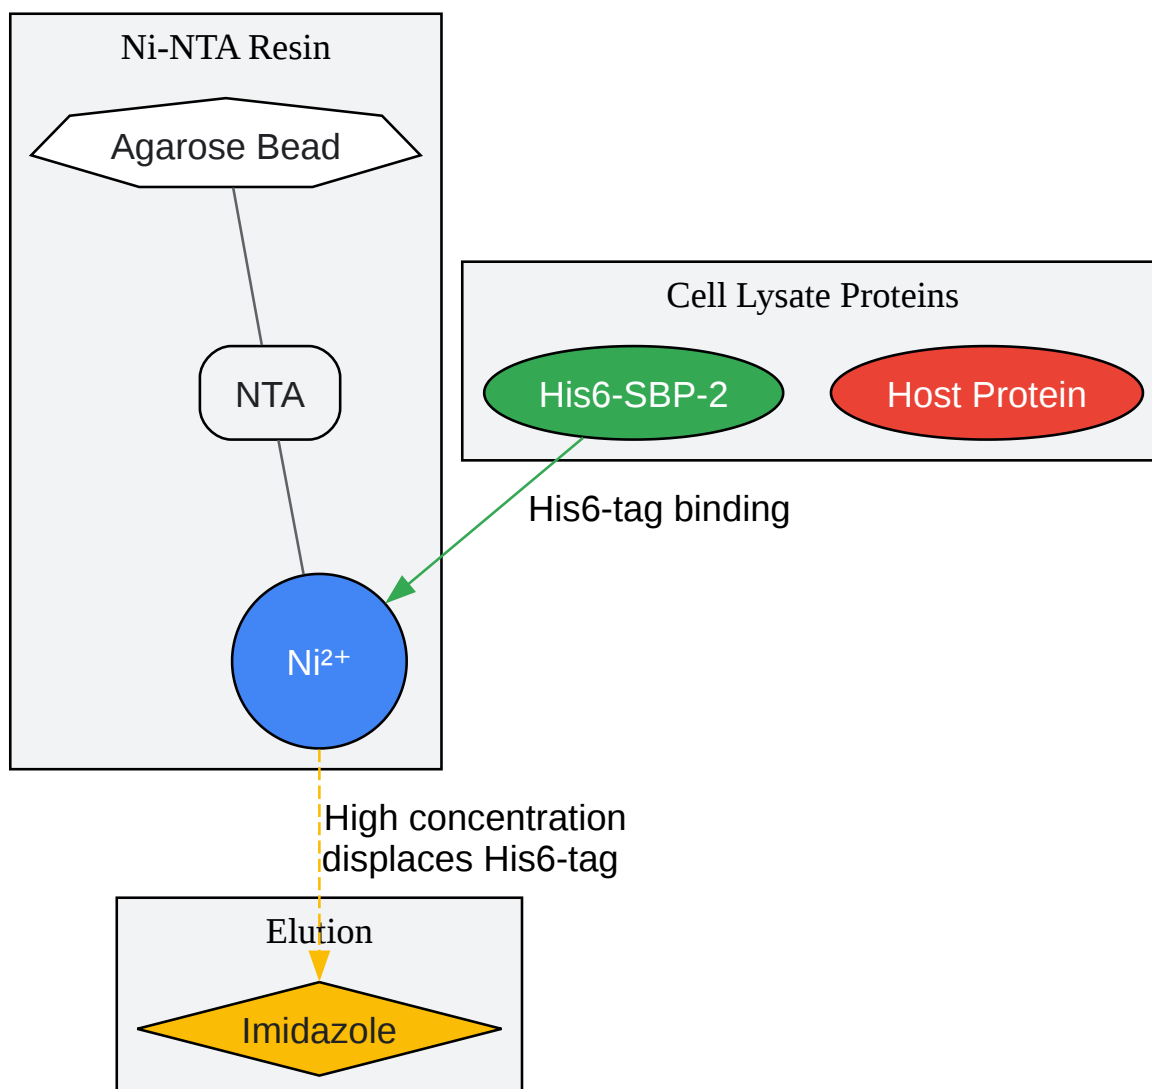 Ni-NTA Resin
Agarose Bead
Cell Lysate Proteins
NTA
His6-SBP-2
Host Protein
His6-tag binding
Ni²⁺
High concentration
displaces His6-tag
Elution
Imidazole